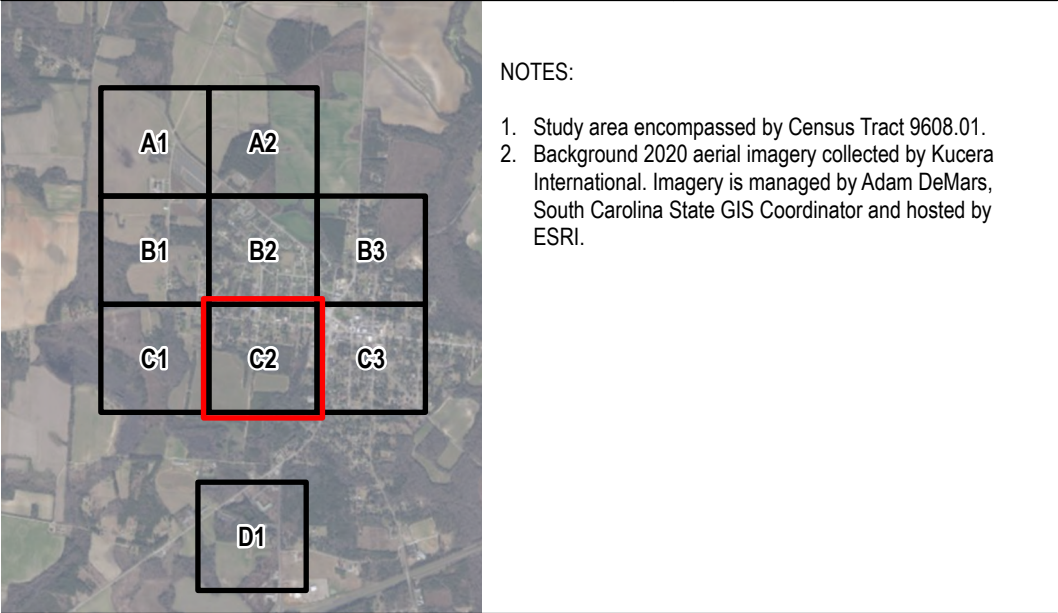 A1 A2
B1 B2 B3
C1 C2 C3
D1
NOTES:
1. Study area encompassed by Census Tract 9608.01.
2. Background 2020 aerial imagery collected by Kucera
International. Imagery is managed by Adam DeMars,
South Carolina State GIS Coordinator and hosted by
ESRI.